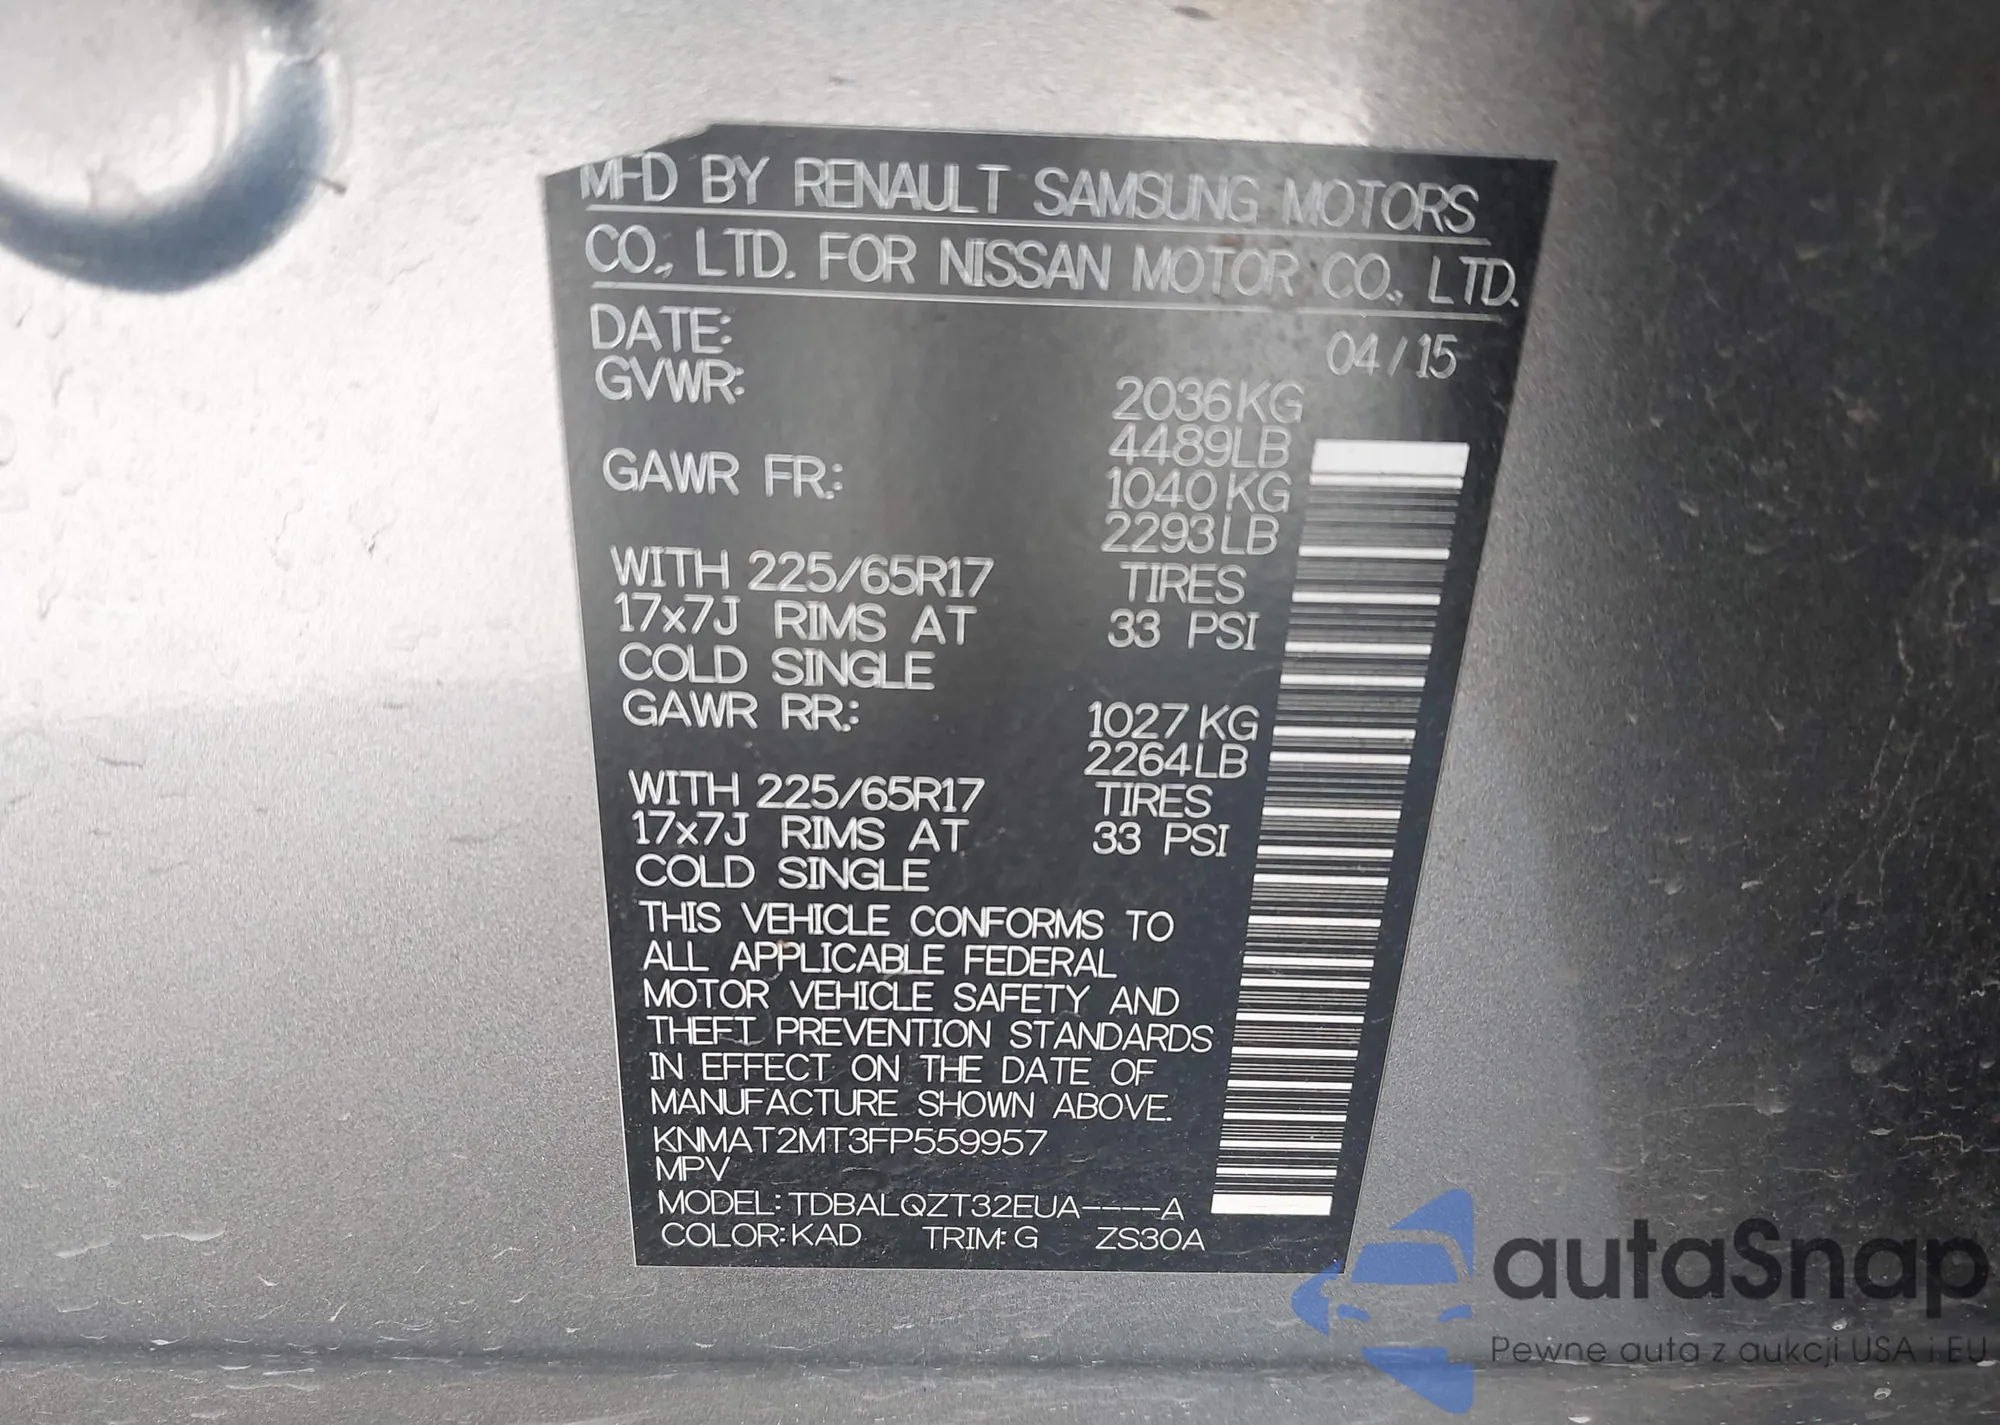 MFD BY RENAULT SAMSUNG MOTORS
CO., LTD. FOR NISSAN MOTOR CO., LTD.
DATE: 04/15
GVWR: 2036KG
4489LB
GAWR FR.: 1040KG
2293LB
WITH 225/65R17 TIRES
17x7J RIMS AT 33 PSI
COLD SINGLE
GAWR RR.: 1027KG
2264LB
WITH 225/65R17 TIRES
17x7J RIMS AT 33 PSI
COLD SINGLE
THIS VEHICLE CONFORMS TO
ALL APPLICABLE FEDERAL
MOTOR VEHICLE SAFETY AND
THEFT PREVENTION STANDARDS
IN EFFECT ON THE DATE OF
MANUFACTURE SHOWN ABOVE.
KNMAT2MT3FP559957
MPV
MODEL: TDBALQZT32EUA----A
COLOR: KAD TRIM: G ZS30A
autaSnap
Pewne auta z aukcji USA i EU